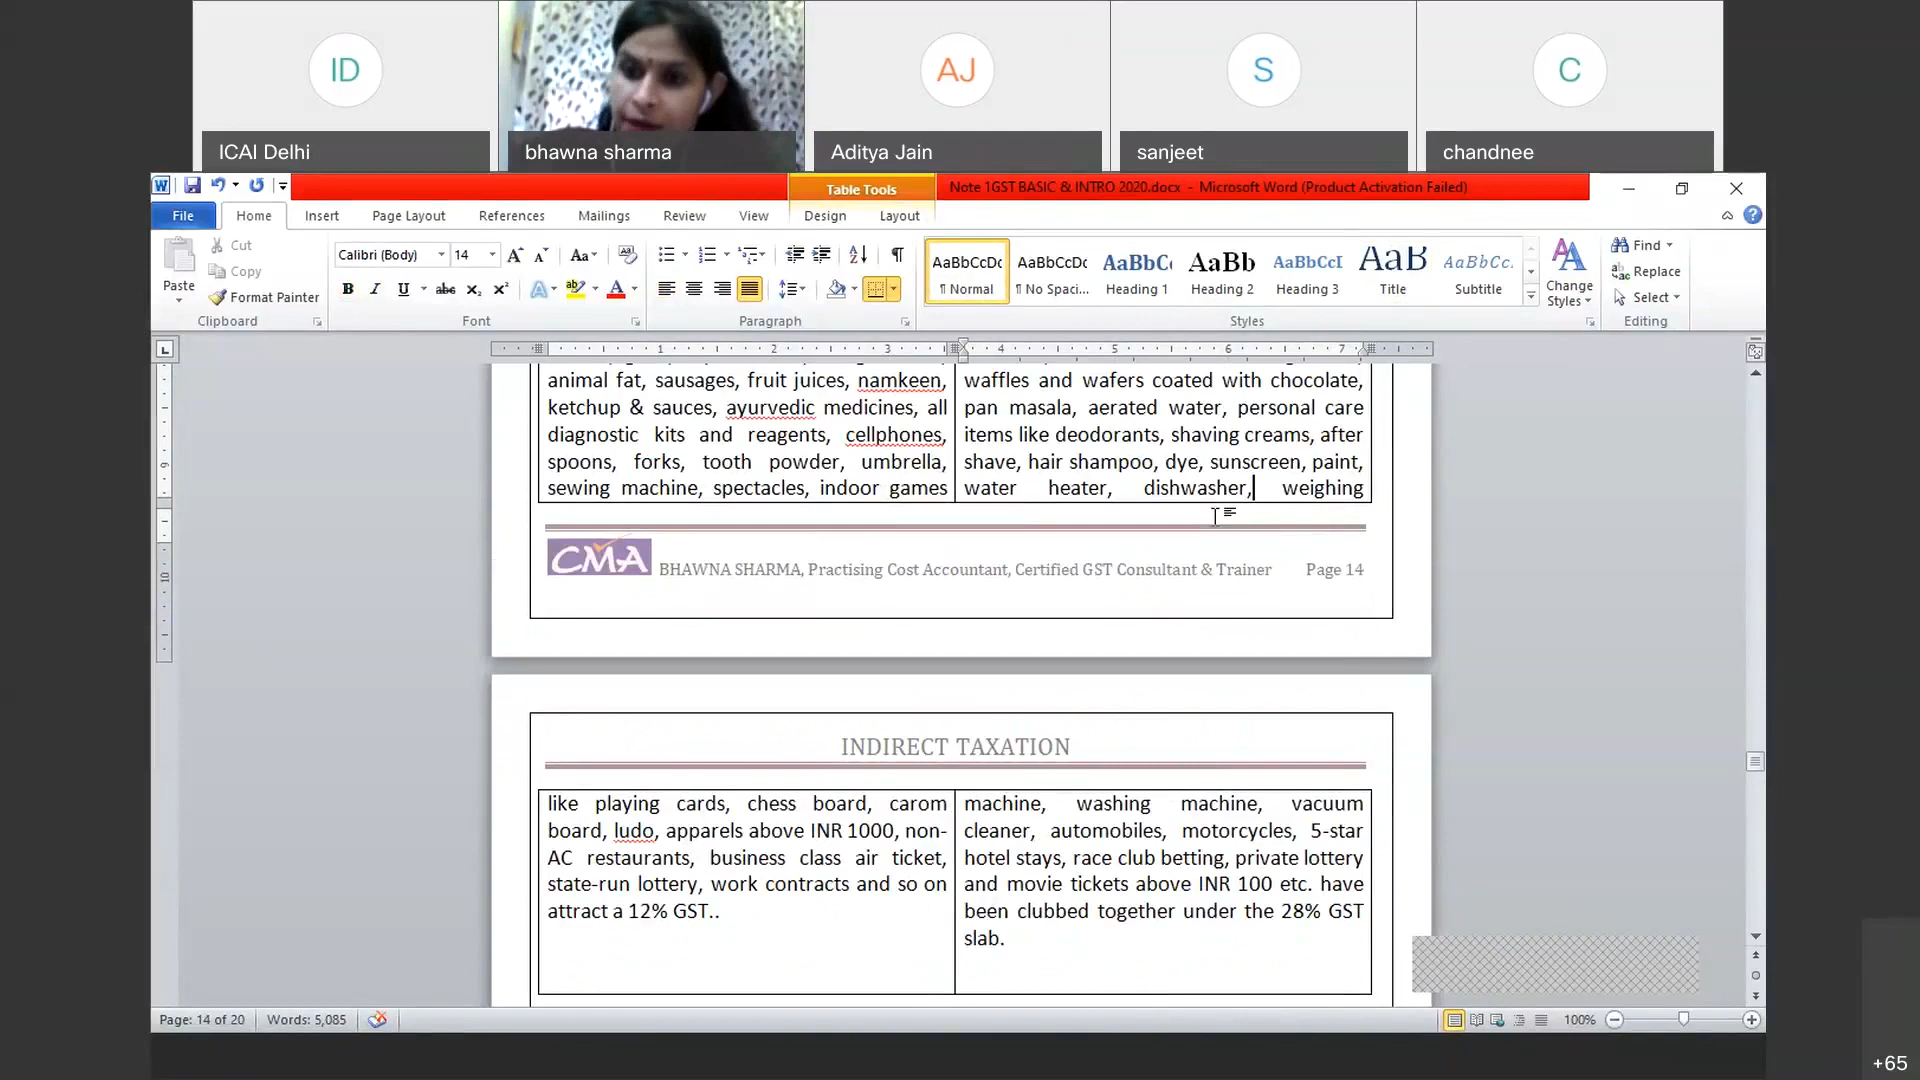 ID
AJ
S
C
ICAI Delhi
bhawna sharma
Aditya Jain
sanjeet
chandnee
Table Tools
Note 1GST BASIC & INTRO 2020.docx - Microsoft Word (Product Activation Failed)
File Home Insert Page Layout References Mailings Review View Design Layout
Paste
Cut
Copy
Format Painter
Clipboard
Calibri (Body) 14
Font
Paragraph
AaBbCcDc AaBbCcDc AaBbC AaBb AaBbCcI AaB AaBbCc.
¶ Normal ¶ No Spaci... Heading 1 Heading 2 Heading 3 Title Subtitle
Change
Styles
Styles
Find
Replace
Select
Editing
1 2 3 4 5 6 7
animal fat, sausages, fruit juices, namkeen,
ketchup & sauces, ayurvedic medicines, all
diagnostic kits and reagents, cellphones,
spoons, forks, tooth powder, umbrella,
sewing machine, spectacles, indoor games
waffles and wafers coated with chocolate,
pan masala, aerated water, personal care
items like deodorants, shaving creams, after
shave, hair shampoo, dye, sunscreen, paint,
water heater, dishwasher, weighing
CMA BHAWNA SHARMA, Practising Cost Accountant, Certified GST Consultant & Trainer Page 14
INDIRECT TAXATION
like playing cards, chess board, carom
board, ludo, apparels above INR 1000, non-
AC restaurants, business class air ticket,
state-run lottery, work contracts and so on
attract a 12% GST..
machine, washing machine, vacuum
cleaner, automobiles, motorcycles, 5-star
hotel stays, race club betting, private lottery
and movie tickets above INR 100 etc. have
been clubbed together under the 28% GST
slab.
Page: 14 of 20 Words: 5,085
100%
+65